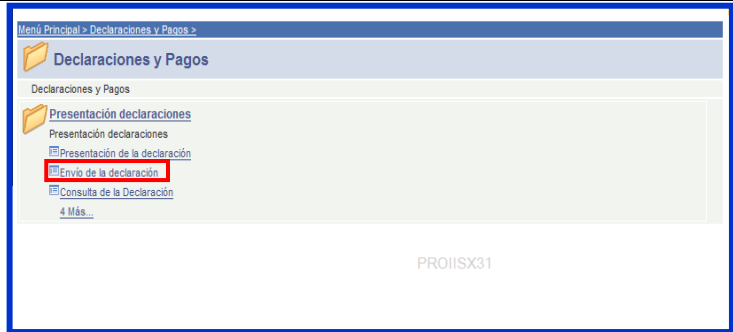 Menú Principal > Declaraciones y Pagos >
Declaraciones y Pagos
Declaraciones y Pagos
Presentación declaraciones
Presentación declaraciones
Presentación de la declaración
Envío de la declaración
Consulta de la Declaración
4 Más...
PROIISX31